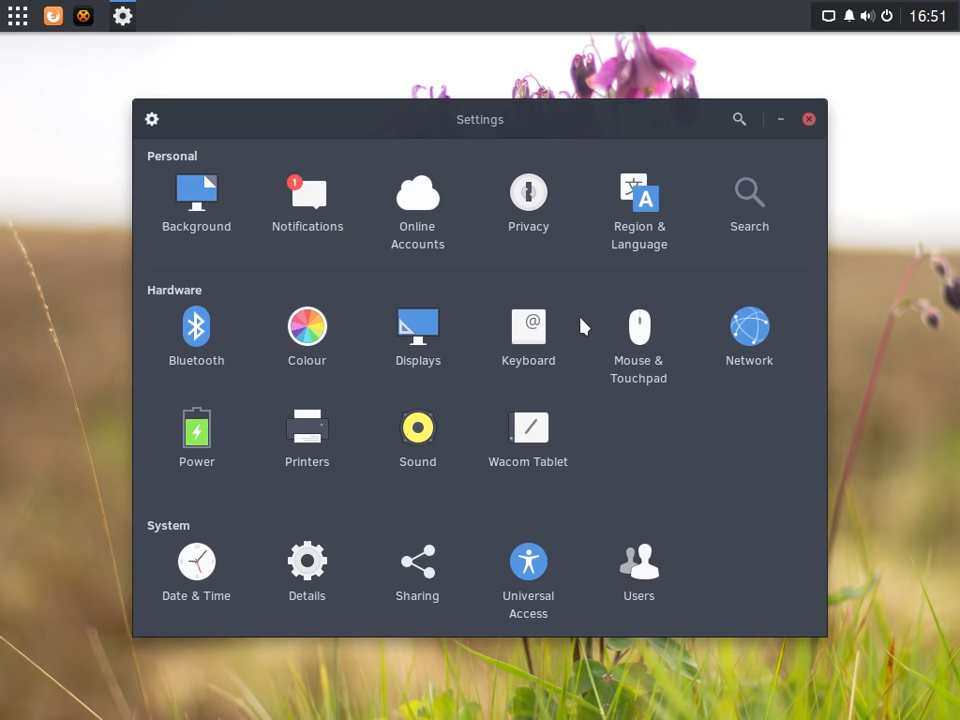 16:51
Settings
Personal
1
Background
Notifications
Online
Accounts
Privacy
文
A
Region &
Language
Search
Hardware
@
Bluetooth
Colour
Displays
Keyboard
Mouse &
Touchpad
Network
Power
Printers
Sound
Wacom Tablet
System
Date & Time
Details
Sharing
Universal
Access
Users